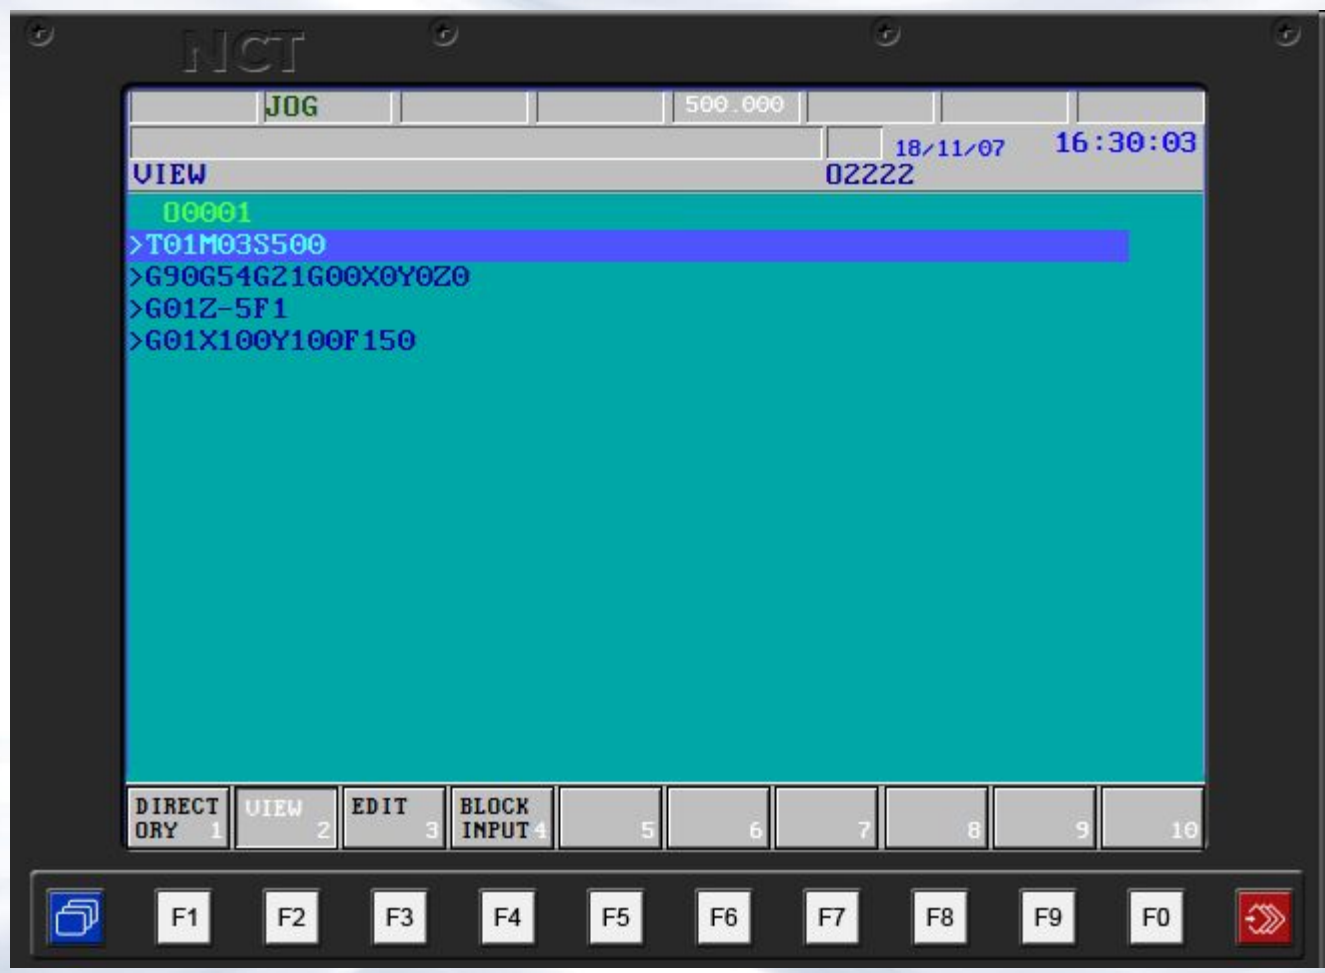 NCT
JOG 500.000
18/11/07 16:30:03
VIEW O2222
O0001
>T01M03S500
>G90G54G21G00X0Y0Z0
>G01Z-5F1
>G01X100Y100F150
DIRECT VIEW EDIT BLOCK
ORY 1 2 3 INPUT 4 5 6 7 8 9 10
F1 F2 F3 F4 F5 F6 F7 F8 F9 F0